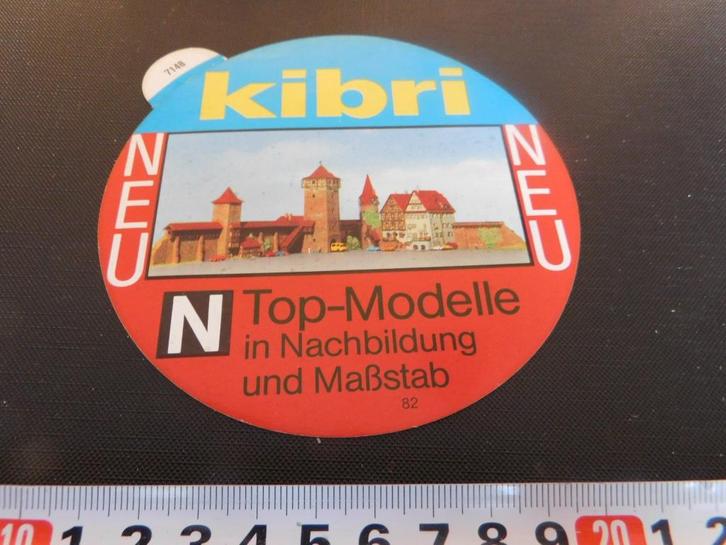 7148
kibri
NEU
NEU
N Top-Modelle
in Nachbildung
und Maßstab
82
10 1 2 3 4 5 6 7 8 9 20 1 2